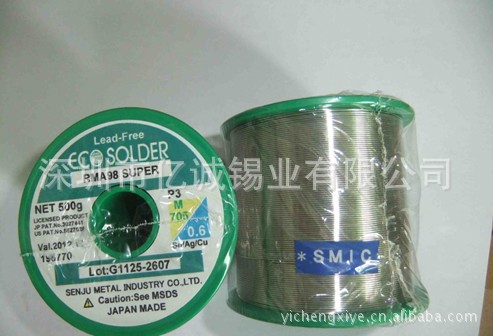 Lead-Free
ECO SOLDER
RMA98 SUPER
P3
M
705
NET 500g
LICENSED PRODUCT
0.6
Sn/Ag/Cu
Lot:G1125-2607
SENJU METAL INDUSTRY CO.,LTD.
Caution:See MSDS
JAPAN MADE
*SMIC
深圳市亿诚锡业有限公司
yichengxiye.cn.alibaba.com